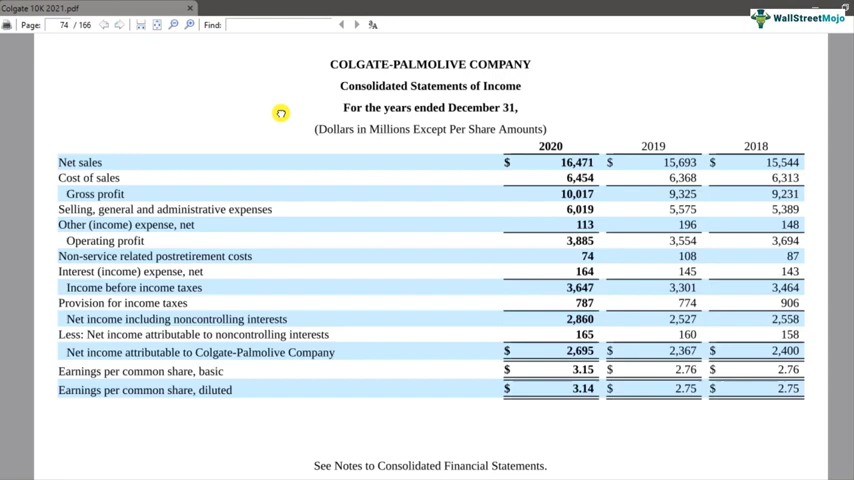 Colgate 10K 2021.pdf
WallStreetMojo
Page: 74 / 166 Find:
COLGATE-PALMOLIVE COMPANY
Consolidated Statements of Income
For the years ended December 31,
(Dollars in Millions Except Per Share Amounts)
2020 2019 2018
Net sales $ 16,471 $ 15,693 $ 15,544
Cost of sales 6,454 6,368 6,313
Gross profit 10,017 9,325 9,231
Selling, general and administrative expenses 6,019 5,575 5,389
Other (income) expense, net 113 196 148
Operating profit 3,885 3,554 3,694
Non-service related postretirement costs 74 108 87
Interest (income) expense, net 164 145 143
Income before income taxes 3,647 3,301 3,464
Provision for income taxes 787 774 906
Net income including noncontrolling interests 2,860 2,527 2,558
Less: Net income attributable to noncontrolling interests 165 160 158
Net income attributable to Colgate-Palmolive Company $ 2,695 $ 2,367 $ 2,400
Earnings per common share, basic $ 3.15 $ 2.76 $ 2.76
Earnings per common share, diluted $ 3.14 $ 2.75 $ 2.75
See Notes to Consolidated Financial Statements.